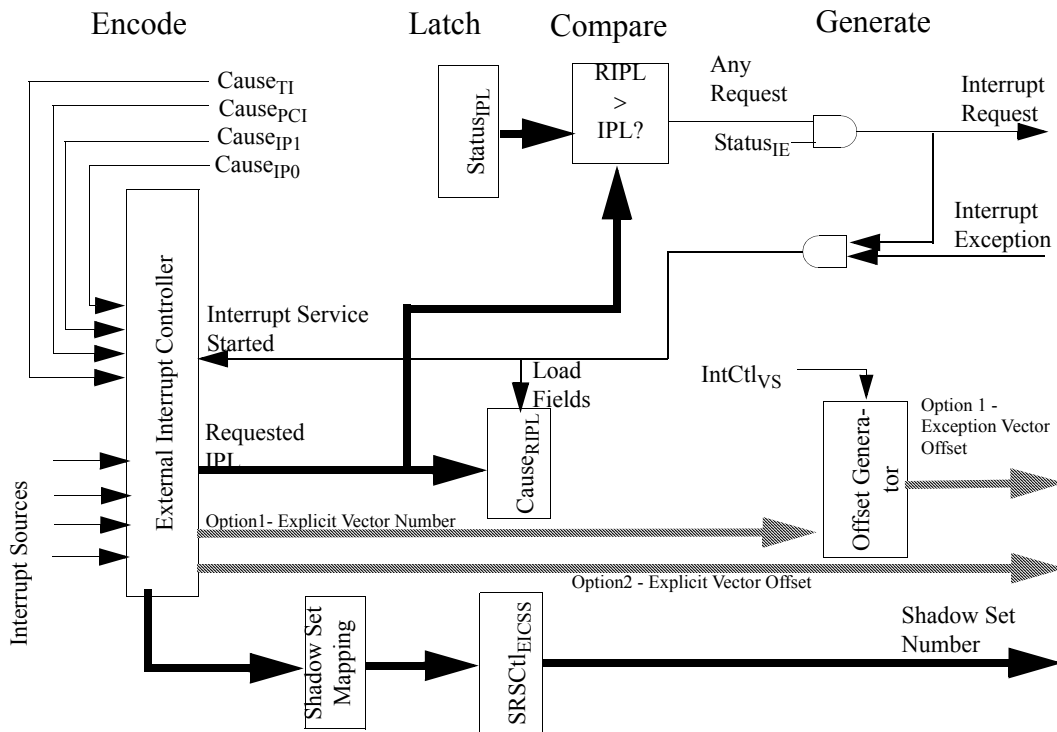 Encode
Latch
Compare
Generate
CauseTI
CausePCI
CauseIP1
CauseIP0
StatusIPL
RIPL
>
IPL?
Any
Request
StatusIE
Interrupt
Request
Interrupt
Exception
External Interrupt Controller
Interrupt Service
Started
Load
Fields
IntCtlVS
Option 1 -
Exception Vector
Offset
Requested
IPL
CauseRIPL
Offset Genera-
tor
Interrupt Sources
Option1- Explicit Vector Number
Option2 - Explicit Vector Offset
Shadow Set
Mapping
SRSCtlEICSS
Shadow Set
Number